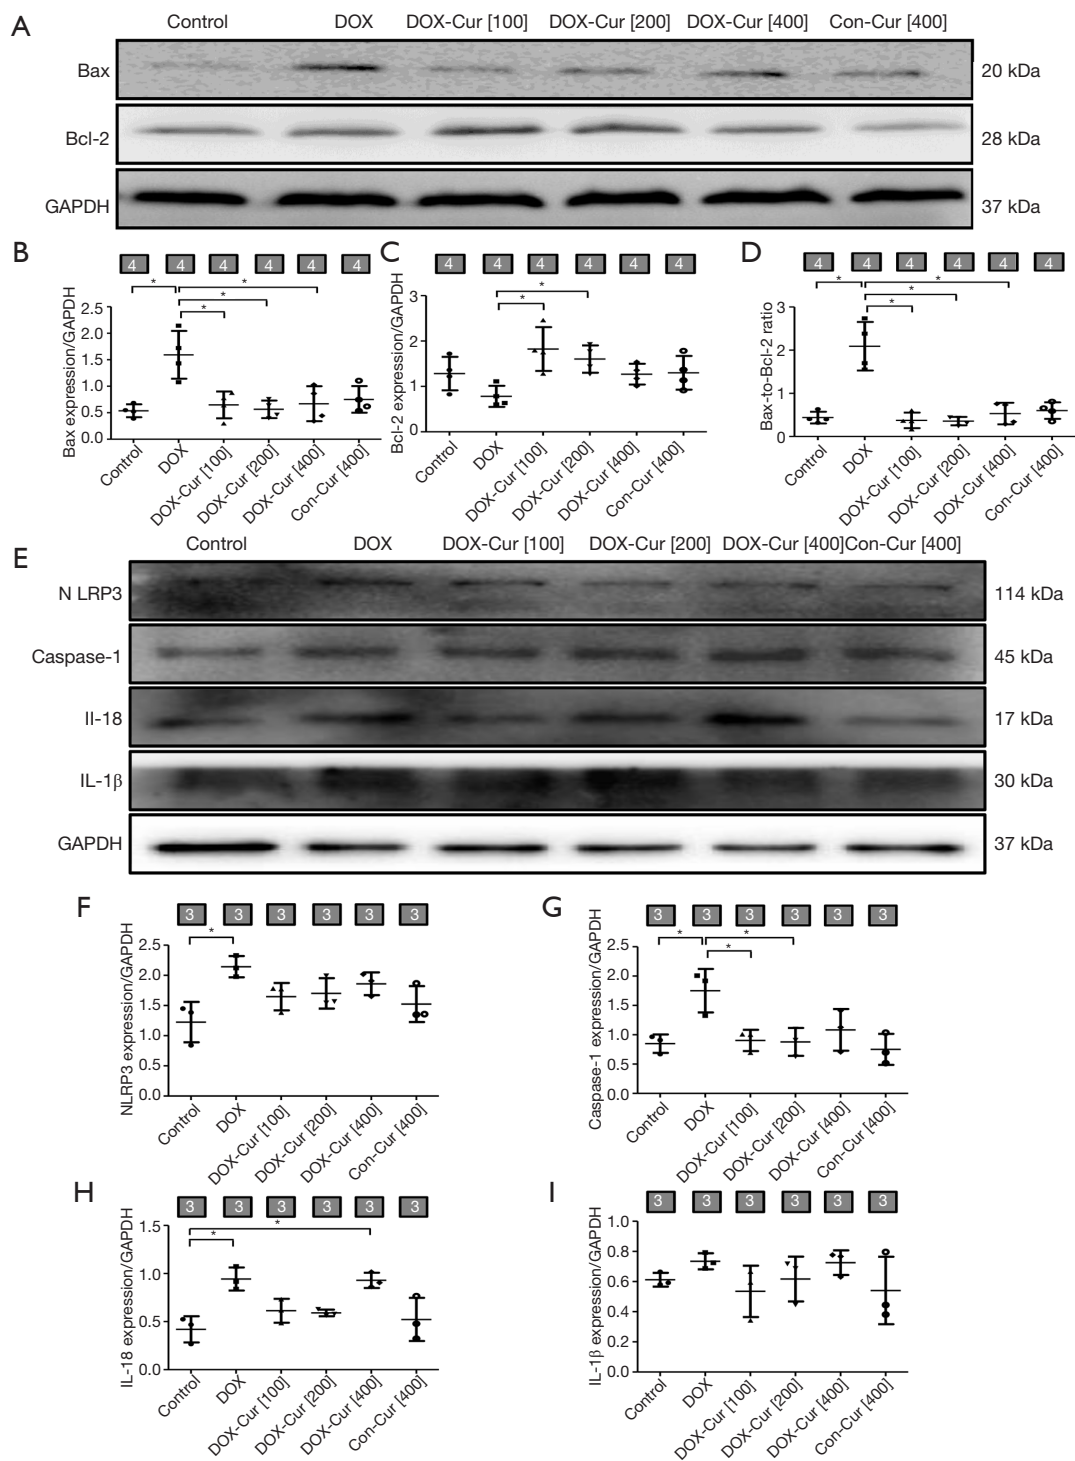 A
Control DOX DOX-Cur [100] DOX-Cur [200] DOX-Cur [400] Con-Cur [400]
Bax 20 kDa
Bcl-2 28 kDa
GAPDH 37 kDa
B
4 4 4 4 4 4
* * * *
Bax expression/GAPDH
2.5
2.0
1.5
1.0
0.5
0.0
Control DOX DOX-Cur [100] DOX-Cur [200] DOX-Cur [400] Con-Cur [400]
C
4 4 4 4 4 4
* *
Bcl-2 expression/GAPDH
3
2
1
0
Control DOX DOX-Cur [100] DOX-Cur [200] DOX-Cur [400] Con-Cur [400]
D
4 4 4 4 4 4
* * * *
Bax-to-Bcl-2 ratio
3
2
1
0
Control DOX DOX-Cur [100] DOX-Cur [200] DOX-Cur [400] Con-Cur [400]
E
Control DOX DOX-Cur [100] DOX-Cur [200] DOX-Cur [400]Con-Cur [400]
N LRP3 114 kDa
Caspase-1 45 kDa
Il-18 17 kDa
IL-1β 30 kDa
GAPDH 37 kDa
F
3 3 3 3 3 3
*
NLRP3 expression/GAPDH
2.5
2.0
1.5
1.0
0.5
0.0
Control DOX DOX-Cur [100] DOX-Cur [200] DOX-Cur [400] Con-Cur [400]
G
3 3 3 3 3 3
* * *
Caspase-1 expression/GAPDH
2.5
2.0
1.5
1.0
0.5
0.0
Control DOX DOX-Cur [100] DOX-Cur [200] DOX-Cur [400] Con-Cur [400]
H
3 3 3 3 3 3
* *
IL-18 expression/GAPDH
1.5
1.0
0.5
0.0
Control DOX DOX-Cur [100] DOX-Cur [200] DOX-Cur [400] Con-Cur [400]
I
3 3 3 3 3 3
IL-1β expression/GAPDH
1.0
0.8
0.6
0.4
0.2
0.0
Control DOX DOX-Cur [100] DOX-Cur [200] DOX-Cur [400] Con-Cur [400]